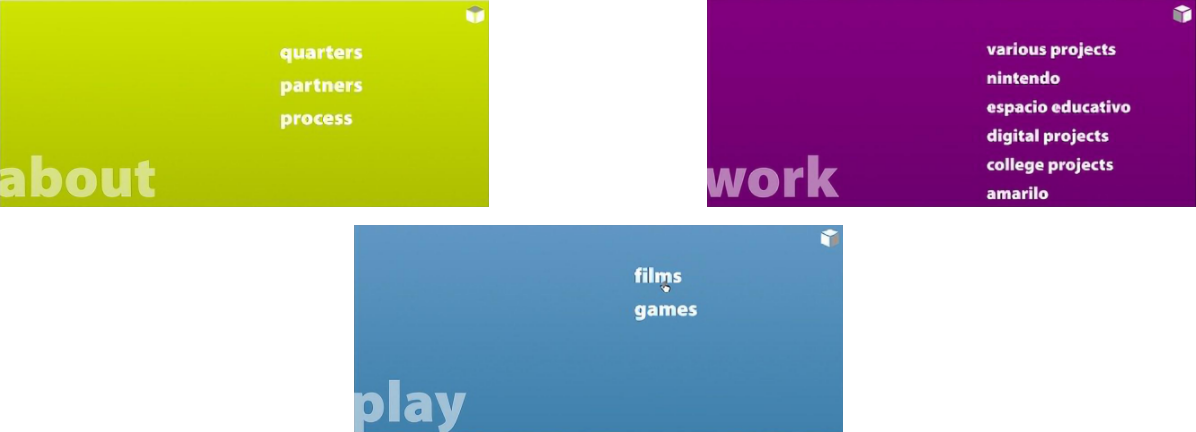 quarters
partners
process
about
various projects
nintendo
espacio educativo
digital projects
college projects
amarilo
work
films
games
play